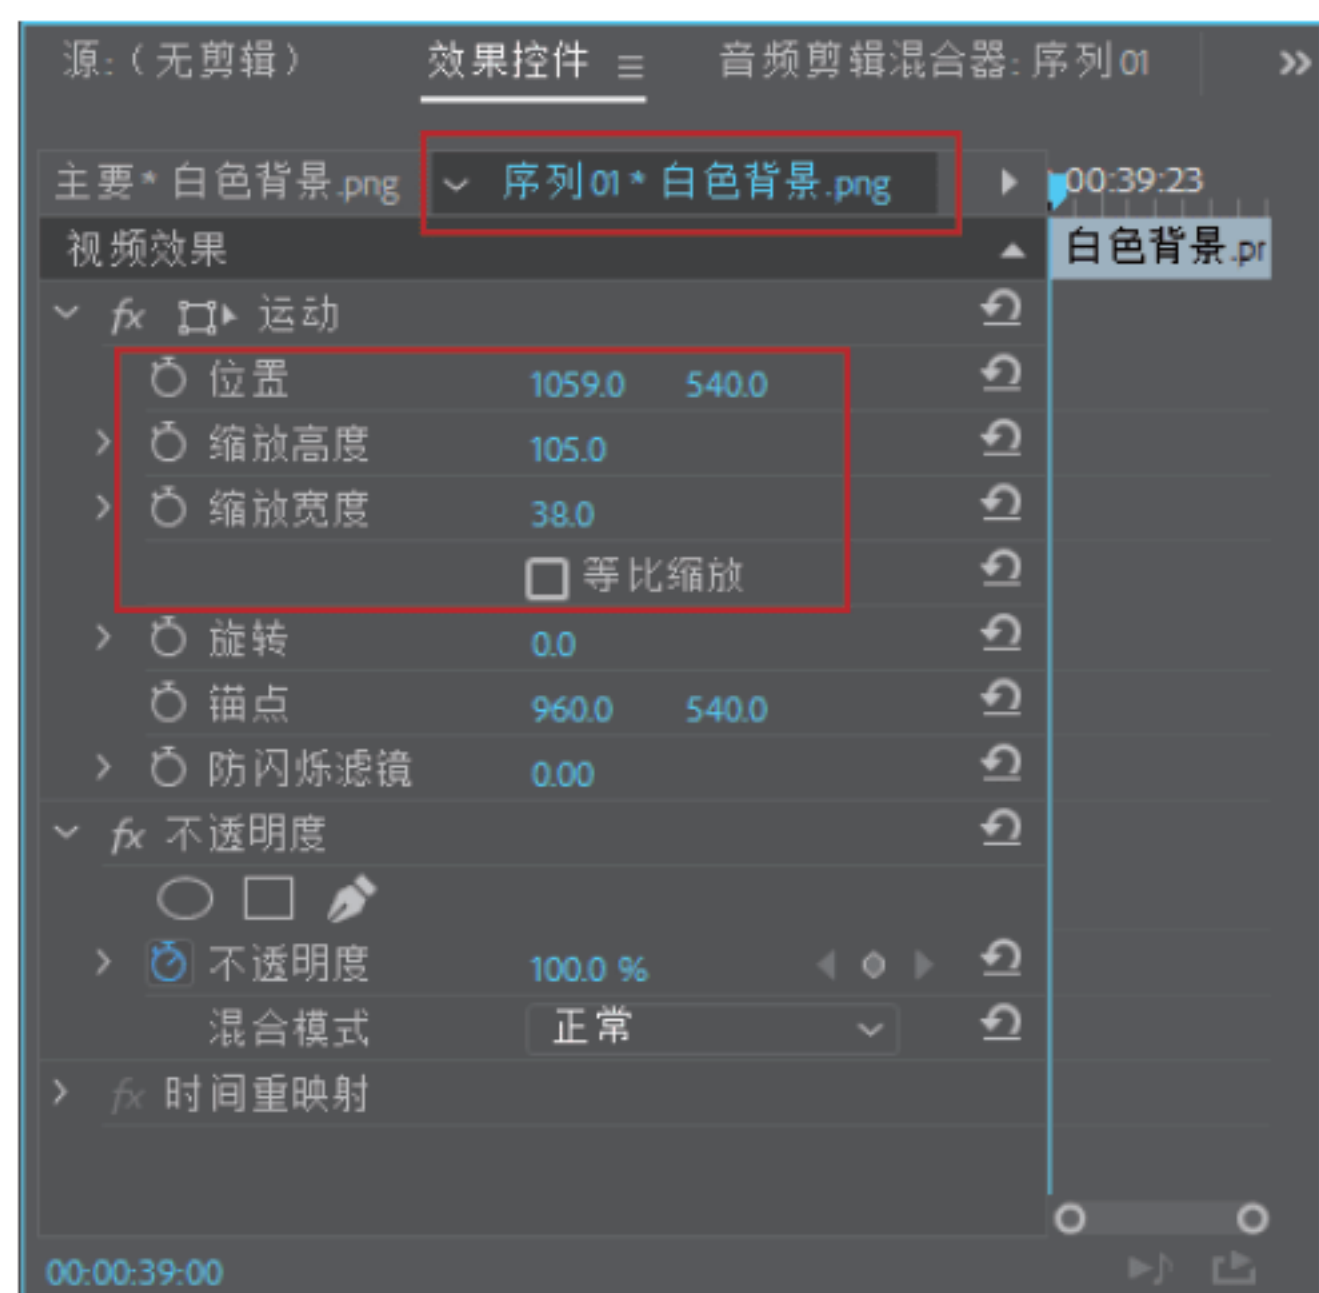 源:（无剪辑） 效果控件 音频剪辑混合器: 序列 01
主要* 白色背景.png 序列 01 * 白色背景.png 00:39:23
视频效果 白色背景.pr
fx 运动
位置 1059.0 540.0
缩放高度 105.0
缩放宽度 38.0
等比缩放
旋转 0.0
锚点 960.0 540.0
防闪烁滤镜 0.00
fx 不透明度
不透明度 100.0 %
混合模式 正常
fx 时间重映射
00:00:39:00